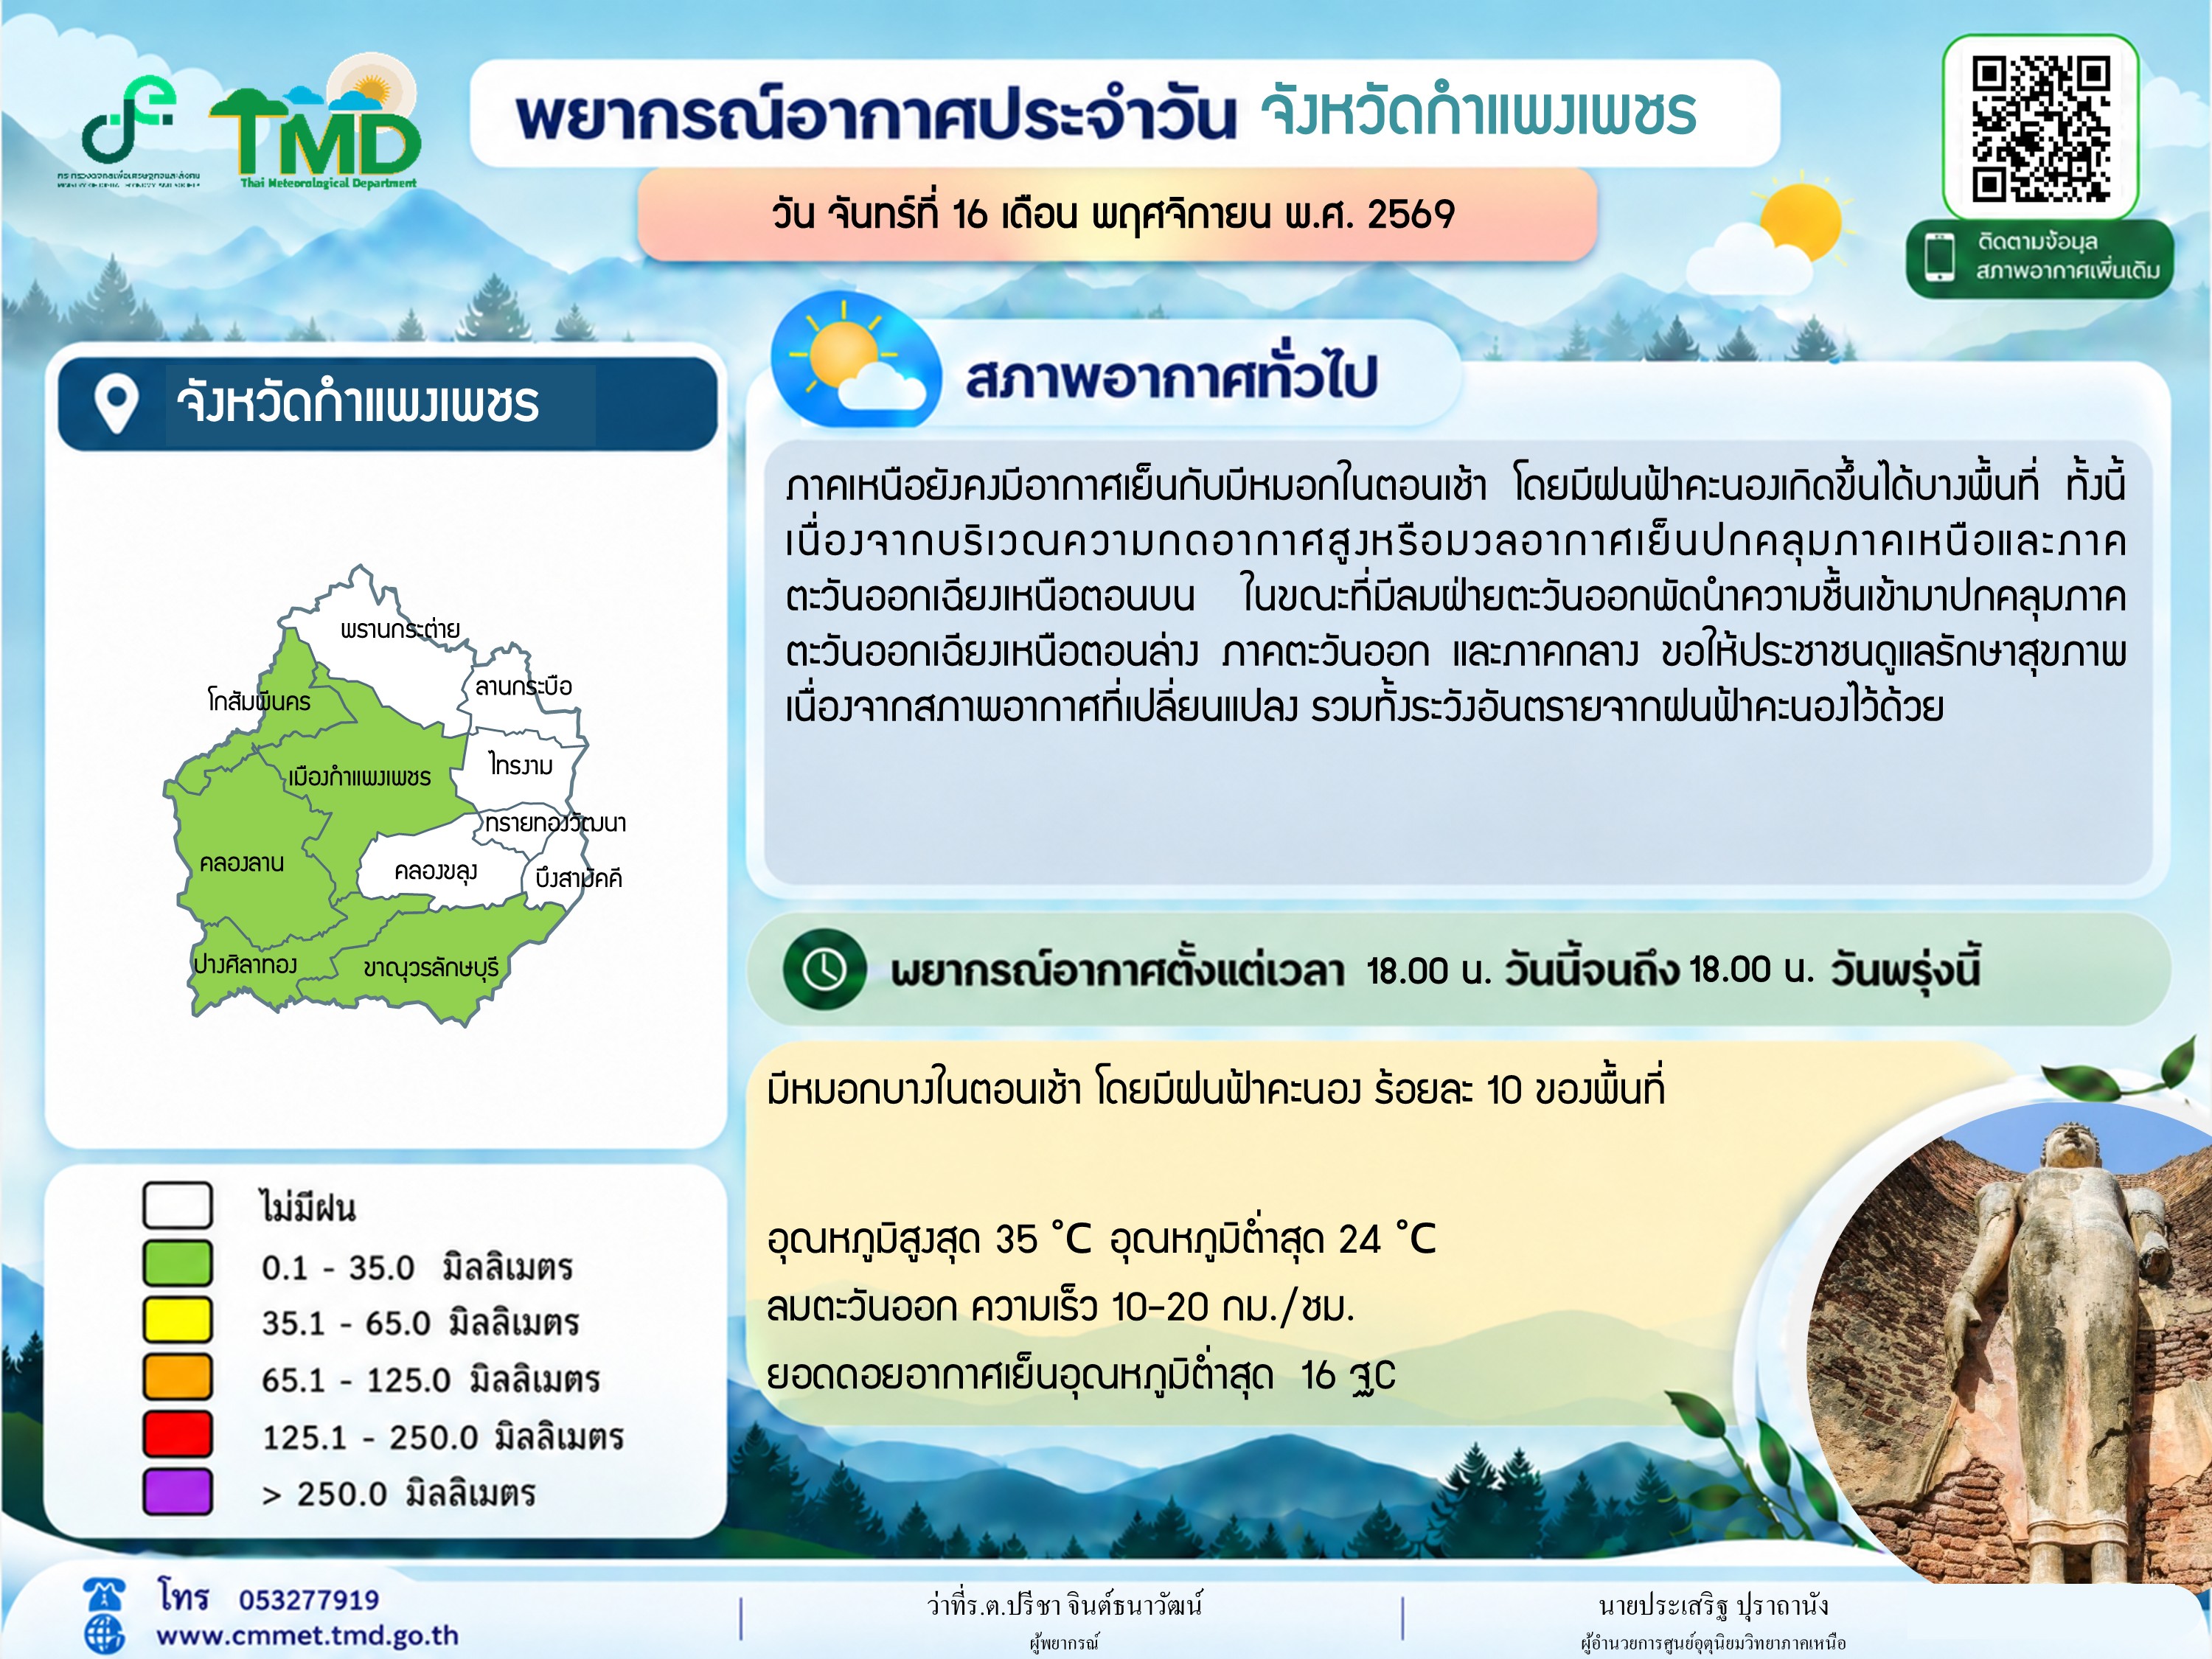 กระทรวงดิจิทัลเพื่อเศรษฐกิจและสังคม
MINISTRY OF DIGITAL ECONOMY AND SOCIETY
TMD
Thai Meteorological Department
พยากรณ์อากาศประจำวัน จังหวัดกำแพงเพชร
วัน จันทร์ที่ 16 เดือน พฤศจิกายน พ.ศ. 2569
ติดตามข้อมูล
สภาพอากาศเพิ่มเติม
จังหวัดกำแพงเพชร
พรานกระต่าย
ลานกระบือ
โกสัมพีนคร
ไทรงาม
เมืองกำแพงเพชร
ทรายทองวัฒนา
คลองลาน
คลองขลุง
บึงสามัคคี
ปางศิลาทอง
ขาณุวรลักษบุรี
ไม่มีฝน
0.1 - 35.0 มิลลิเมตร
35.1 - 65.0 มิลลิเมตร
65.1 - 125.0 มิลลิเมตร
125.1 - 250.0 มิลลิเมตร
> 250.0 มิลลิเมตร
สภาพอากาศทั่วไป
ภาคเหนือยังคงมีอากาศเย็นกับมีหมอกในตอนเช้า โดยมีฝนฟ้าคะนองเกิดขึ้นได้บางพื้นที่ ทั้งนี้
เนื่องจากบริเวณความกดอากาศสูงหรือมวลอากาศเย็นปกคลุมภาคเหนือและภาค
ตะวันออกเฉียงเหนือตอนบน ในขณะที่มีลมฝ่ายตะวันออกพัดนำความชื้นเข้ามาปกคลุมภาค
ตะวันออกเฉียงเหนือตอนล่าง ภาคตะวันออก และภาคกลาง ขอให้ประชาชนดูแลรักษาสุขภาพ
เนื่องจากสภาพอากาศที่เปลี่ยนแปลง รวมทั้งระวังอันตรายจากฝนฟ้าคะนองไว้ด้วย
พยากรณ์อากาศตั้งแต่เวลา 18.00 น. วันนี้จนถึง 18.00 น. วันพรุ่งนี้
มีหมอกบางในตอนเช้า โดยมีฝนฟ้าคะนอง ร้อยละ 10 ของพื้นที่
อุณหภูมิสูงสุด 35 °C อุณหภูมิต่ำสุด 24 °C
ลมตะวันออก ความเร็ว 10-20 กม./ชม.
ยอดดอยอากาศเย็นอุณหภูมิต่ำสุด 16 ฐC
โทร 053277919
www.cmmet.tmd.go.th
ว่าที่ร.ต.ปรีชา จินต์ธนาวัฒน์
ผู้พยากรณ์
นายประเสริฐ ปุราถานัง
ผู้อำนวยการศูนย์อุตุนิยมวิทยาภาคเหนือ